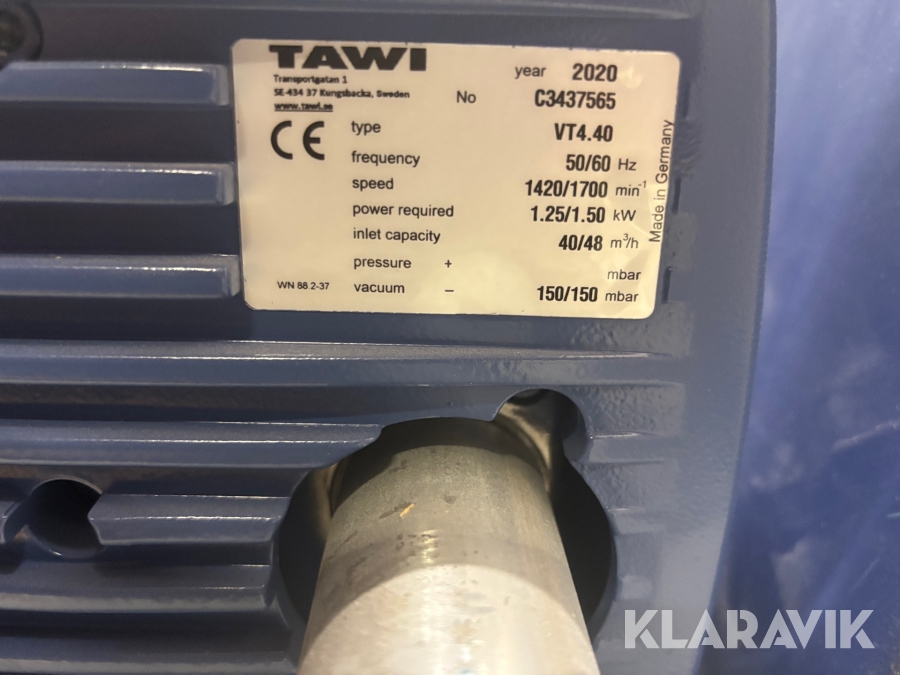 TAWI
Transportgatan 1
SE-434 37 Kungsbacka, Sweden
www.tawi.se
CE
year 2020
No C3437565
type VT4.40
frequency 50/60 Hz
speed 1420/1700 min-1
power required 1.25/1.50 kW
inlet capacity 40/48 m³/h
pressure + mbar
vacuum – 150/150 mbar
WN 88 2-37
Made in Germany
KLARAVIK